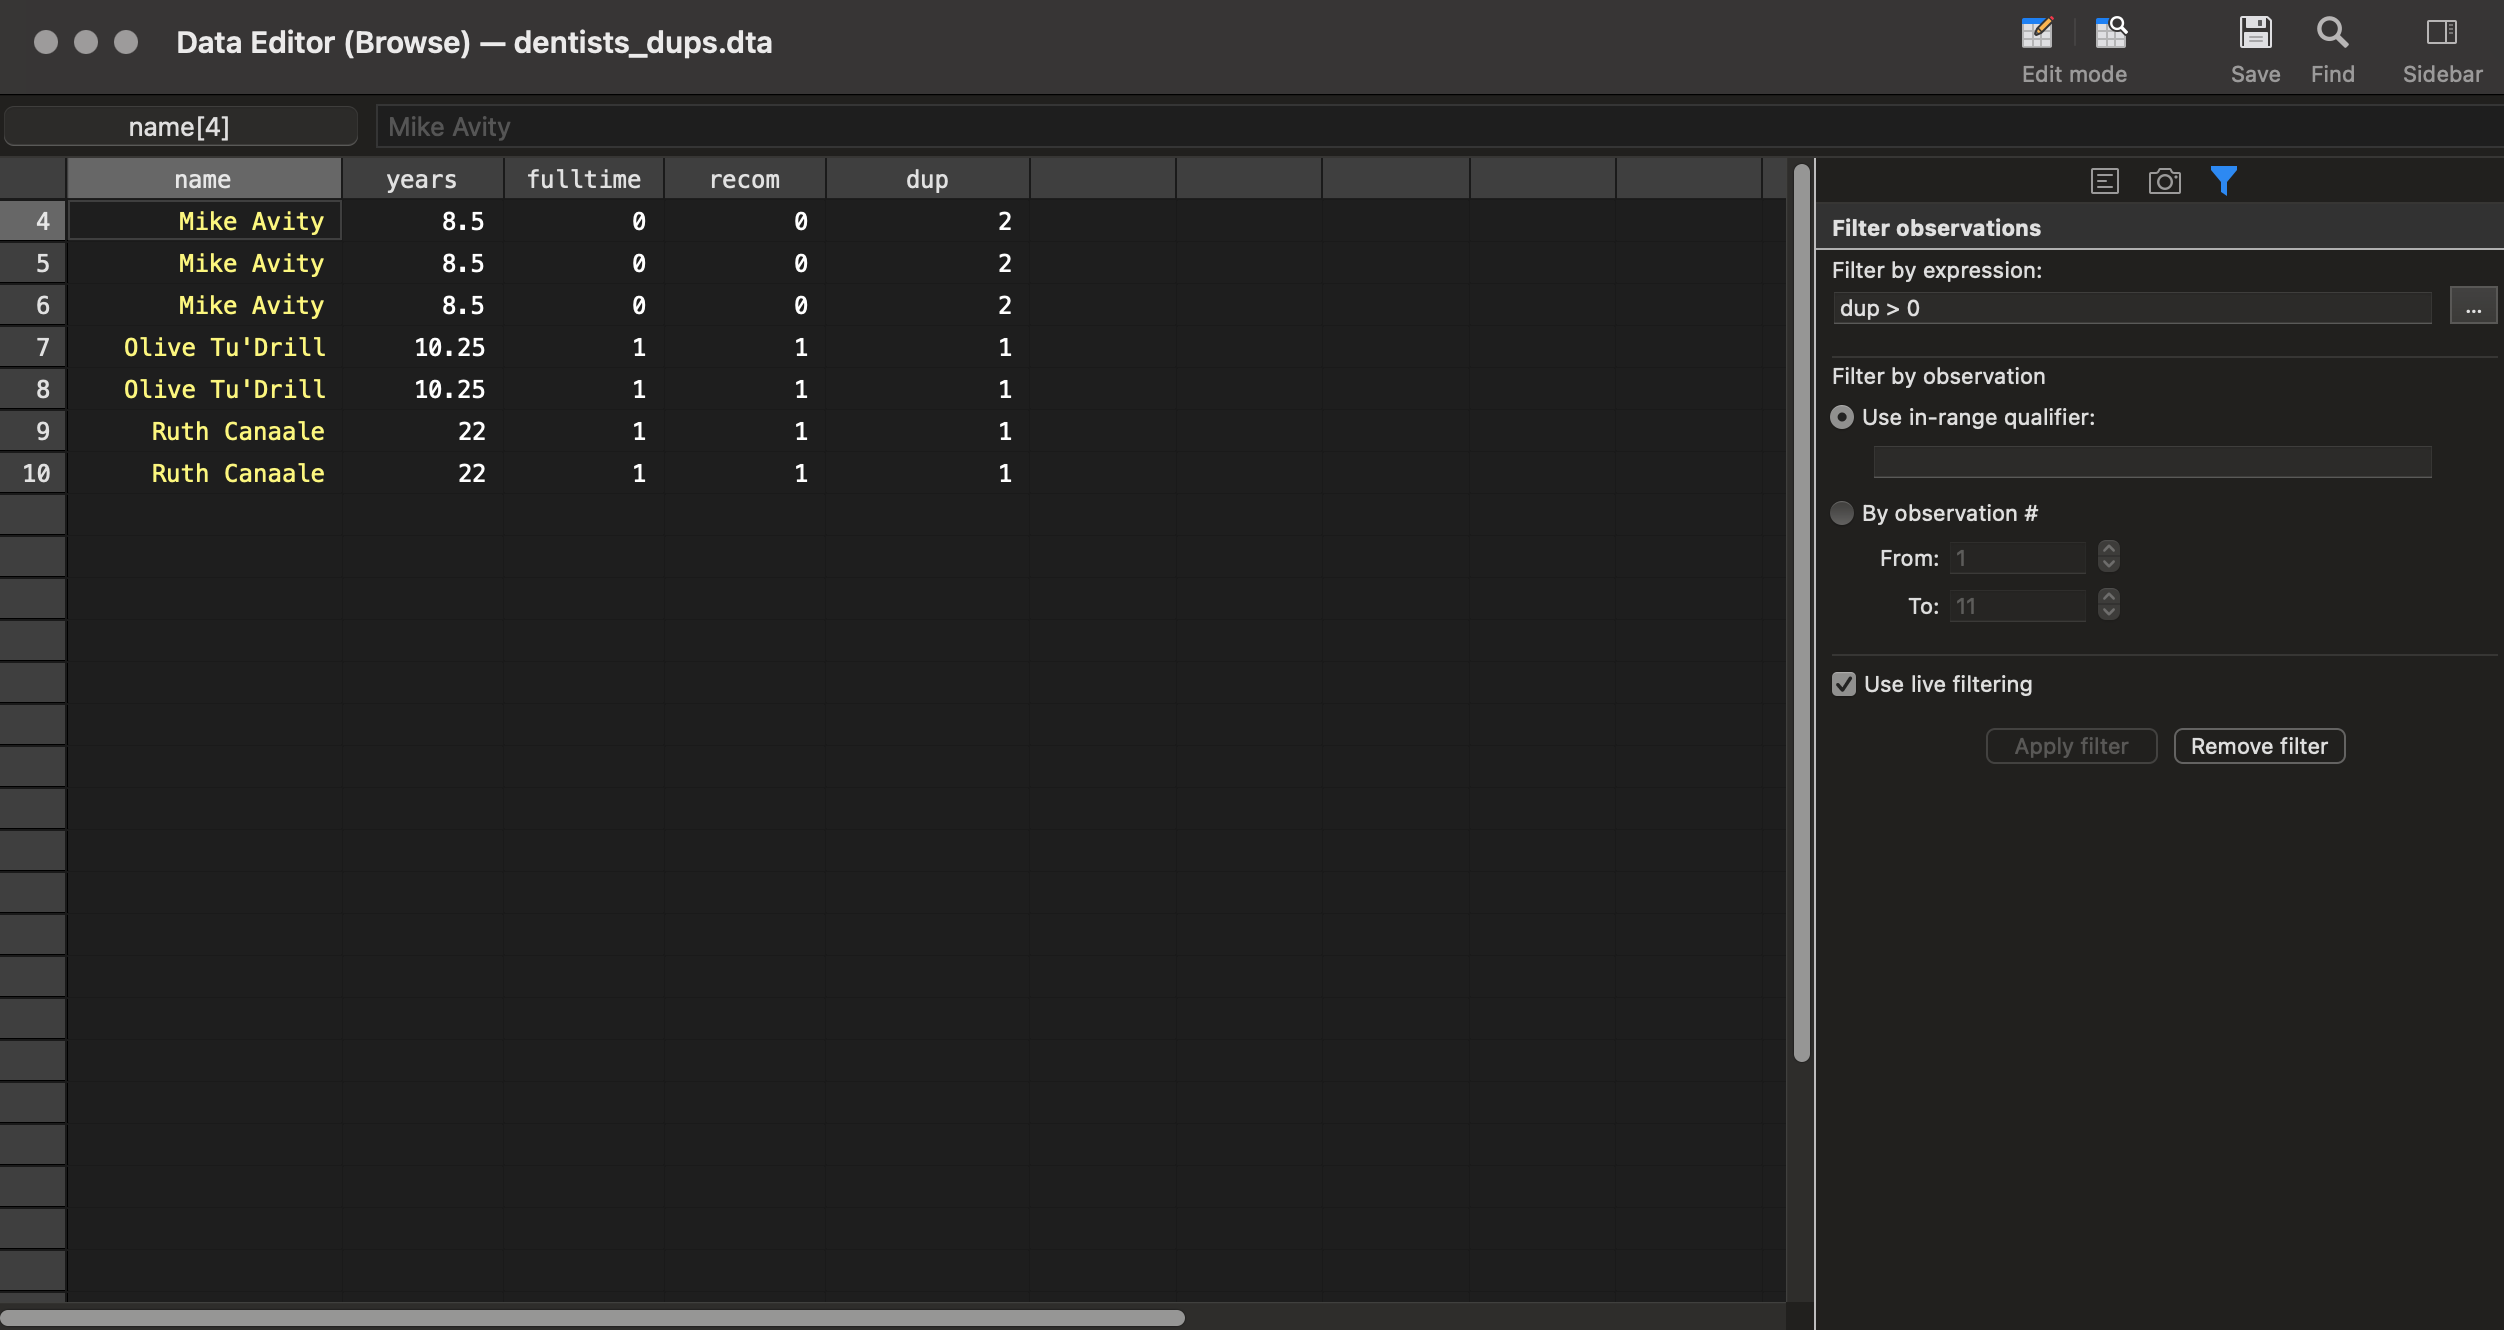 Data Editor (Browse) — dentists_dups.dta
Edit mode Save Find Sidebar
name[4] Mike Avity
name years fulltime recom dup
4 Mike Avity 8.5 0 0 2
5 Mike Avity 8.5 0 0 2
6 Mike Avity 8.5 0 0 2
7 Olive Tu'Drill 10.25 1 1 1
8 Olive Tu'Drill 10.25 1 1 1
9 Ruth Canaale 22 1 1 1
10 Ruth Canaale 22 1 1 1
Filter observations
Filter by expression:
dup > 0
...
Filter by observation
Use in-range qualifier:
By observation #
From: 1
To: 11
Use live filtering
Apply filter Remove filter